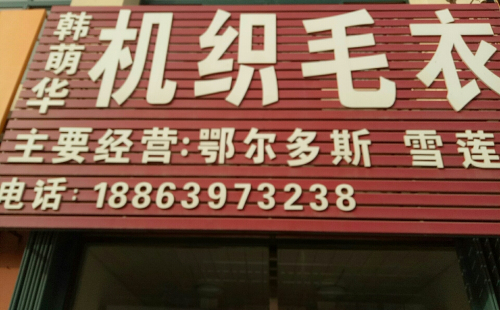 韩萌华
机织毛衣
主要经营:鄂尔多斯 雪莲
电话:18863973238